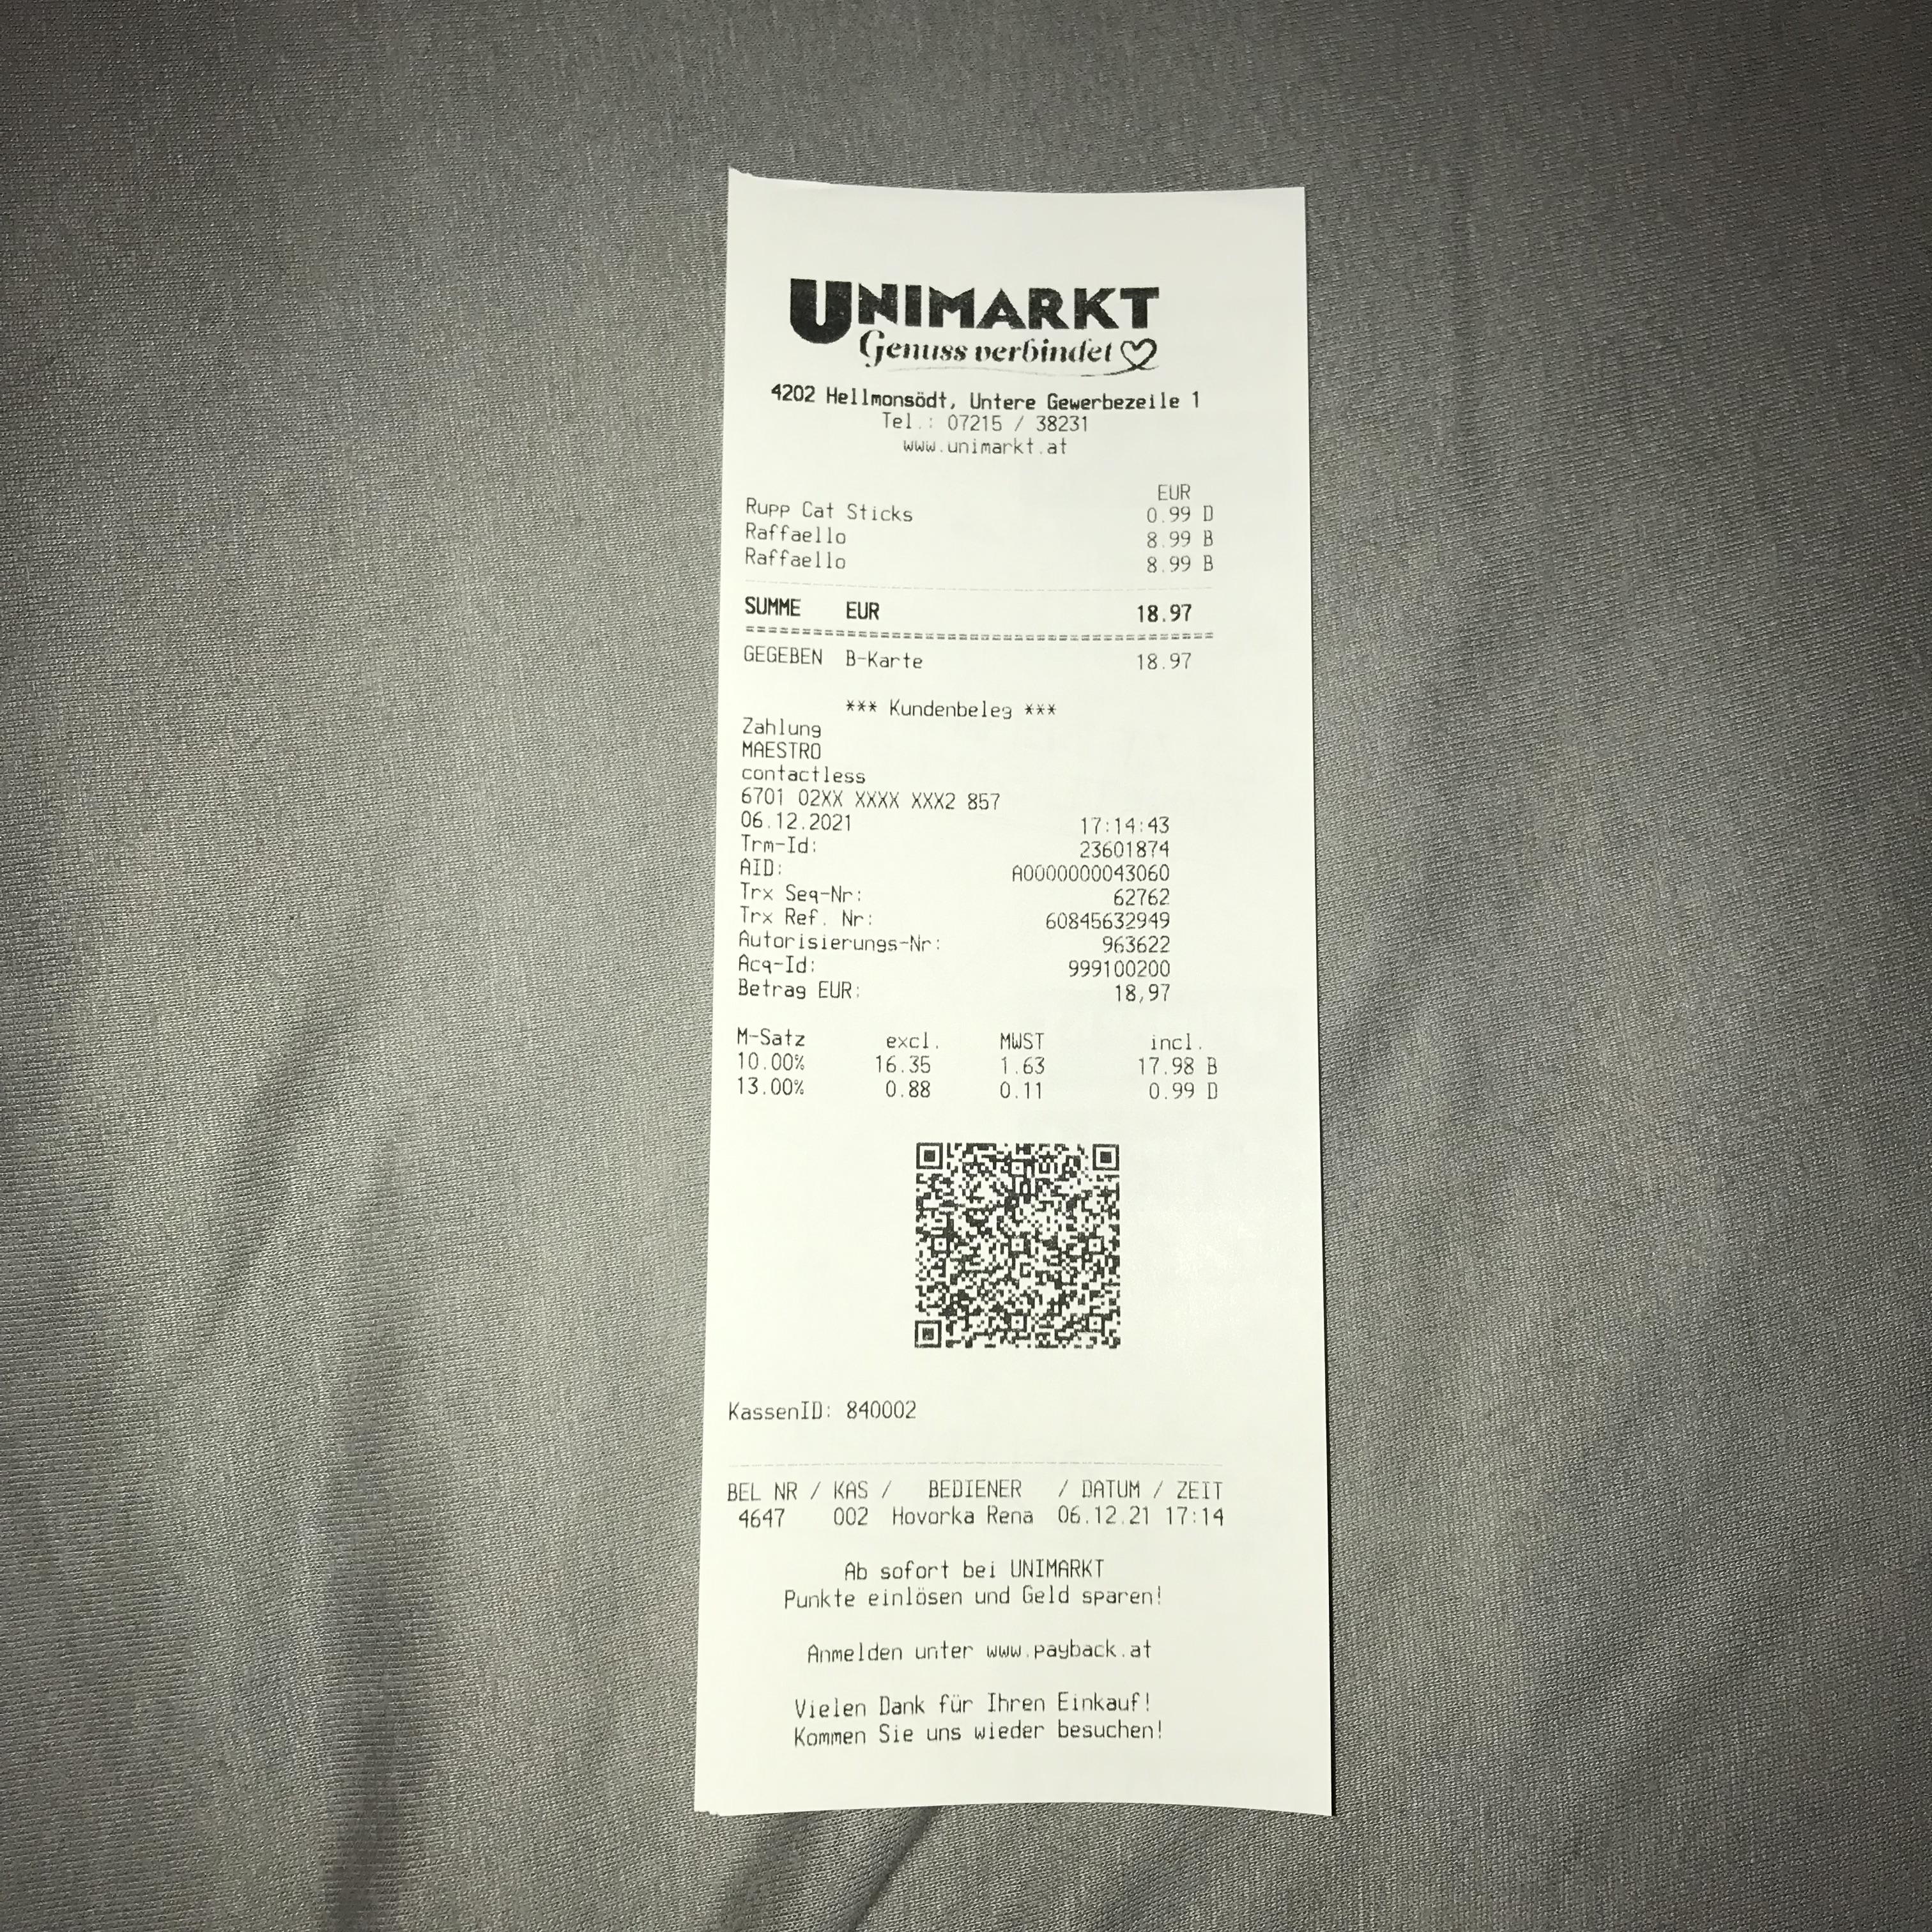 UNIMARKT
Genuss verbindet
4202 Hellmonsödt, Untere Gewerbezeile 1
Tel.: 07215 / 38231
www.unimarkt.at
EUR
Rupp Cat Sticks 0.99 D
Raffaello 8.99 B
Raffaello 8.99 B
SUMME EUR 18.97
==========================================
GEGEBEN B-Karte 18.97
*** Kundenbeleg ***
Zahlung
MAESTRO
contactless
6701 02XX XXXX XXX2 857
06.12.2021 17:14:43
Trm-Id: 23601874
AID: A0000000043060
Trx Seq-Nr: 62762
Trx Ref. Nr: 60845632949
Autorisierungs-Nr: 963622
Acq-Id: 999100200
Betrag EUR: 18,97
M-Satz excl. MWST incl.
10.00% 16.35 1.63 17.98 B
13.00% 0.88 0.11 0.99 D
KassenID: 840002
BEL NR / KAS / BEDIENER / DATUM / ZEIT
4647 002 Hovorka Rena 06.12.21 17:14
Ab sofort bei UNIMARKT
Punkte einlösen und Geld sparen!
Anmelden unter www.payback.at
Vielen Dank für Ihren Einkauf!
Kommen Sie uns wieder besuchen!